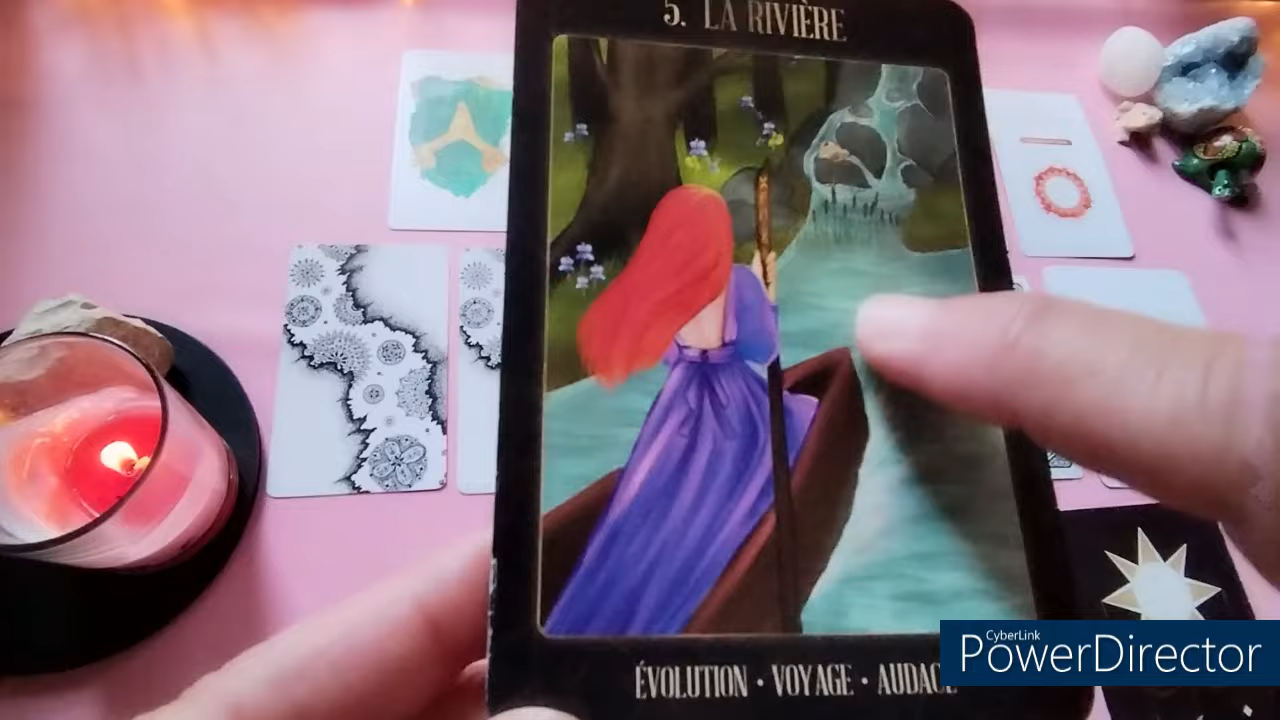 5. LA RIVIÈRE
ÉVOLUTION • VOYAGE • AUDACE
CyberLink
PowerDirector